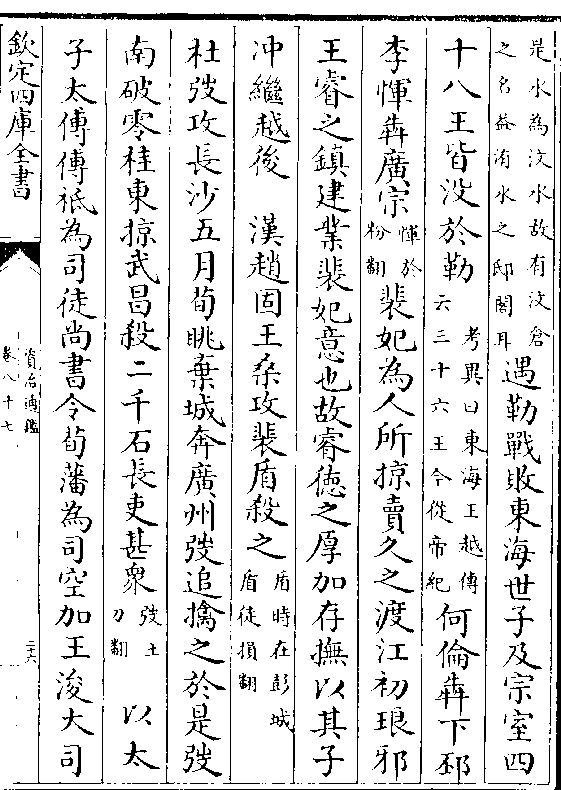 是水為汶水故有汶倉
之名益洧水之邸閣耳
遇勒戰敗東海世子及宗室四
十八王皆没於勒
考異曰東海王越傳
云三十六王今從帝紀
何倫犇下邳
李惲犇廣宗
惲於
粉翻
裴妃為人所掠賣久之渡江初琅邪
王睿之鎮建業裴妃意也故睿德之厚加存撫以其子
冲繼越後 漢趙固王桑攻裴盾殺之
盾時在彭城
盾徒損翻
杜弢攻長沙五月荀眺棄城奔廣州弢追擒之於是弢
南破零桂東掠武昌殺二千石長吏甚衆
弢土
刀翻
以太
子太傅傅祗為司徒尚書令荀藩為司空加王浚大司
欽定四庫全書
資治通鑑
卷八十七
二六